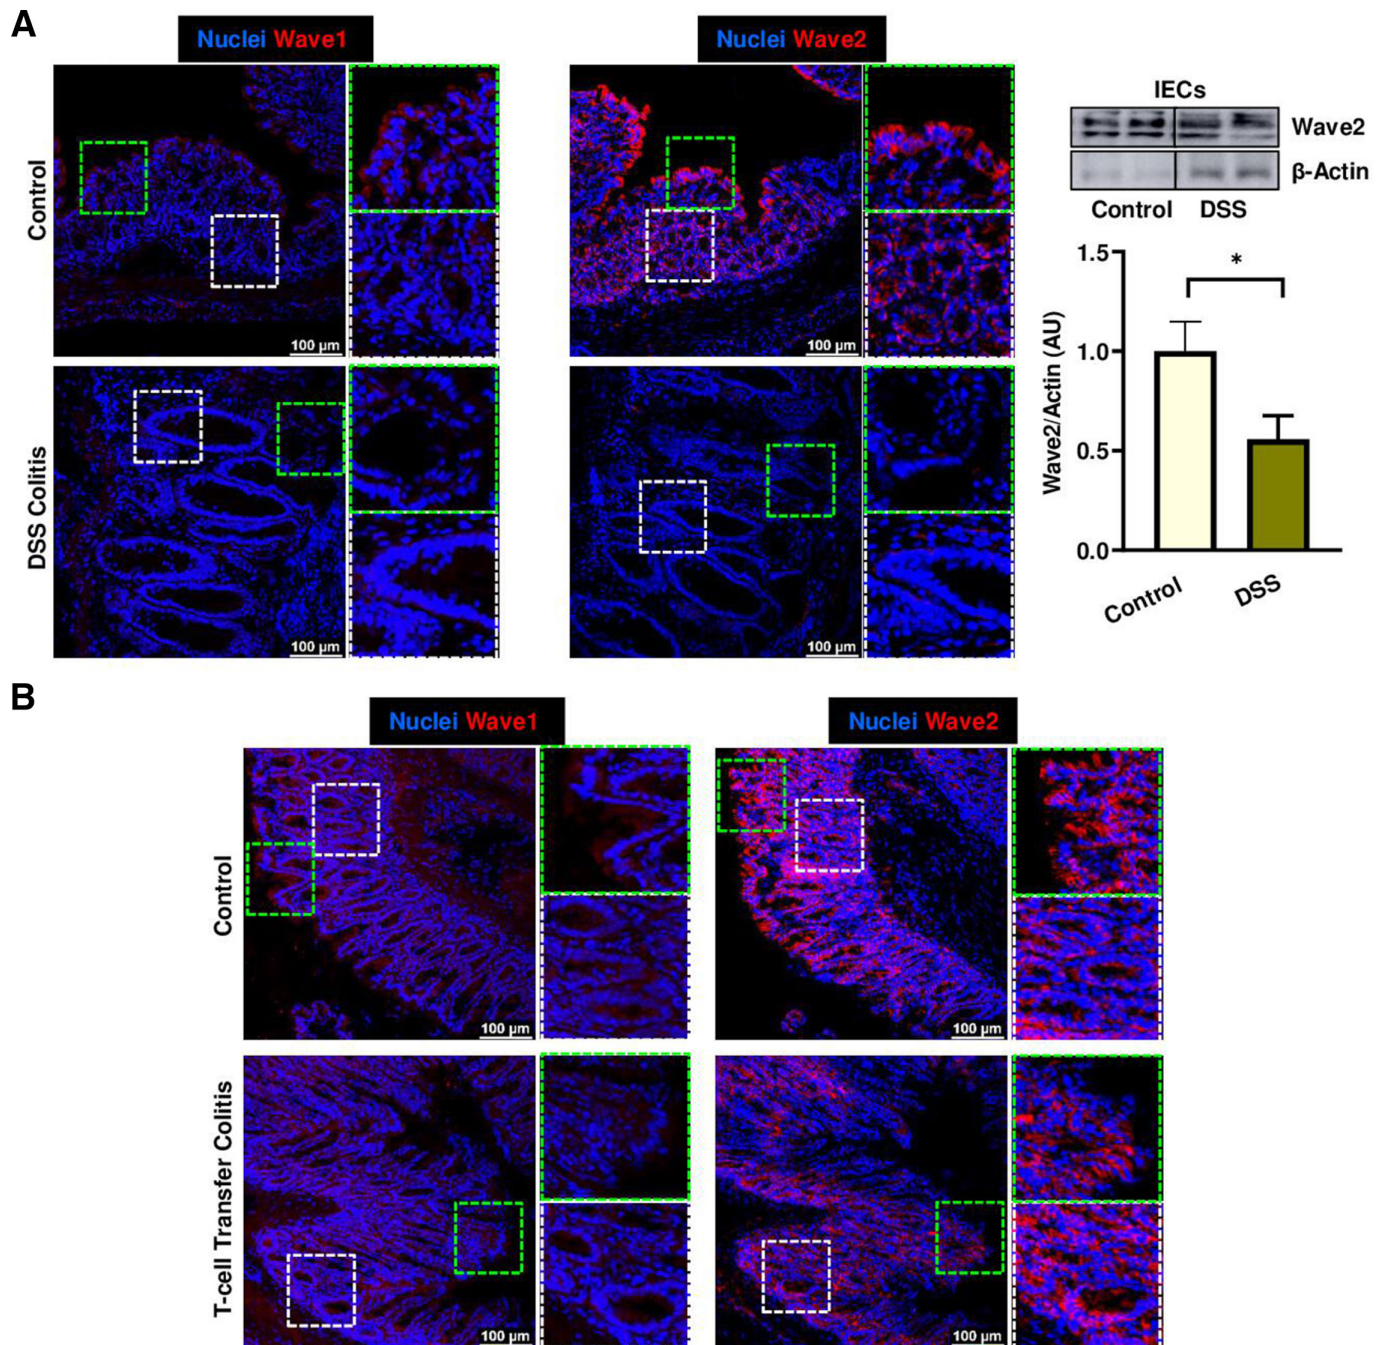 A
Nuclei Wave1
Nuclei Wave2
Control
100 µm
100 µm
DSS Colitis
100 µm
100 µm
IECs
Wave2
β-Actin
Control DSS
*
Wave2/Actin (AU)
1.5
1.0
0.5
0.0
Control
DSS
B
Nuclei Wave1
Nuclei Wave2
Control
100 µm
100 µm
T-cell Transfer Colitis
100 µm
100 µm